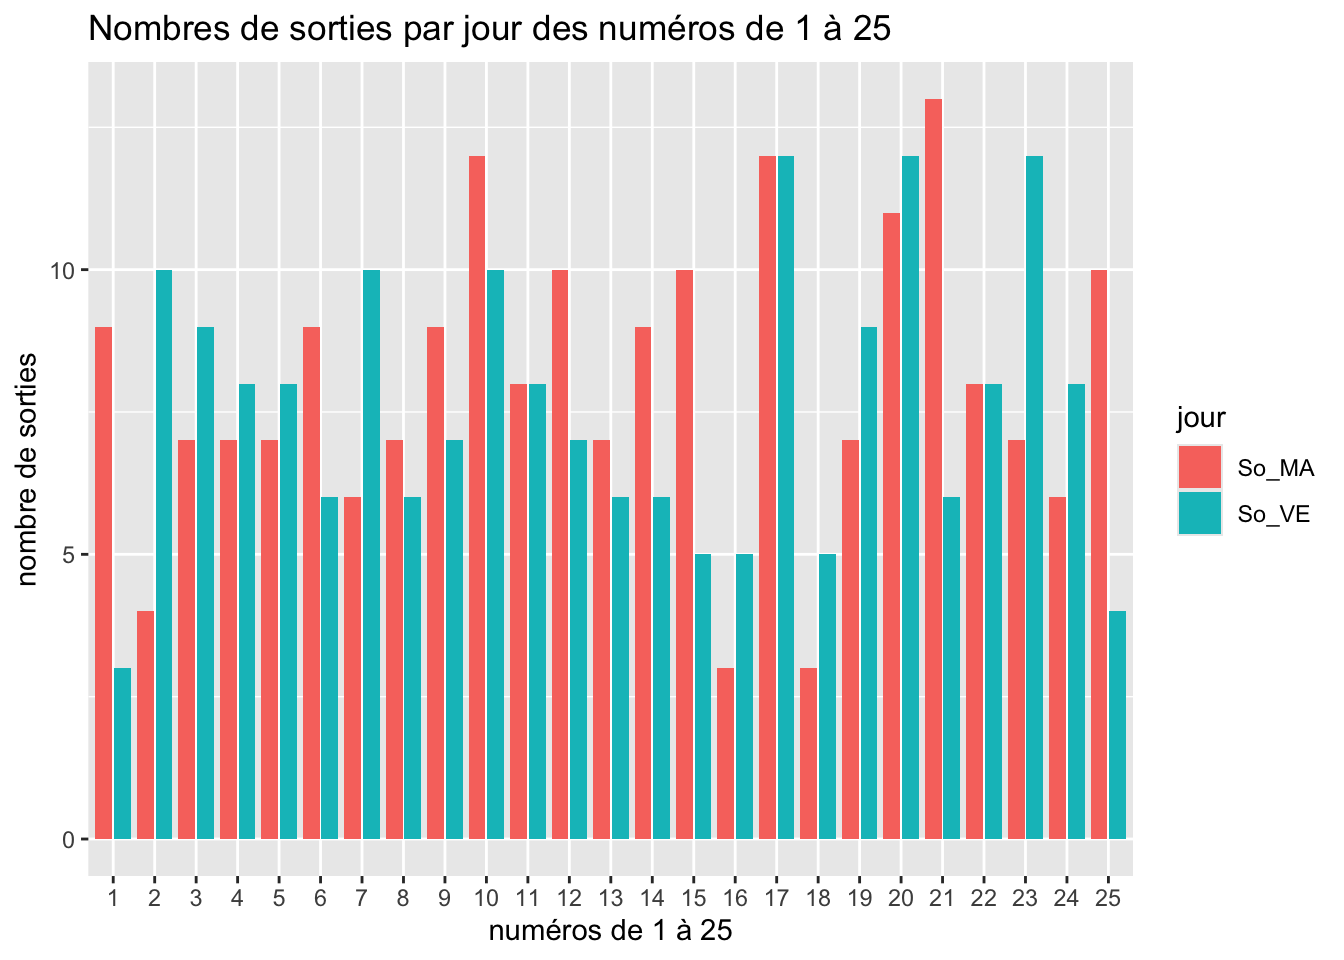 Nombres de sorties par jour des numéros de 1 à 25
nombre de sorties
10
5
0
1 2 3 4 5 6 7 8 9 10 11 12 13 14 15 16 17 18 19 20 21 22 23 24 25
numéros de 1 à 25
jour
So_MA
So_VE